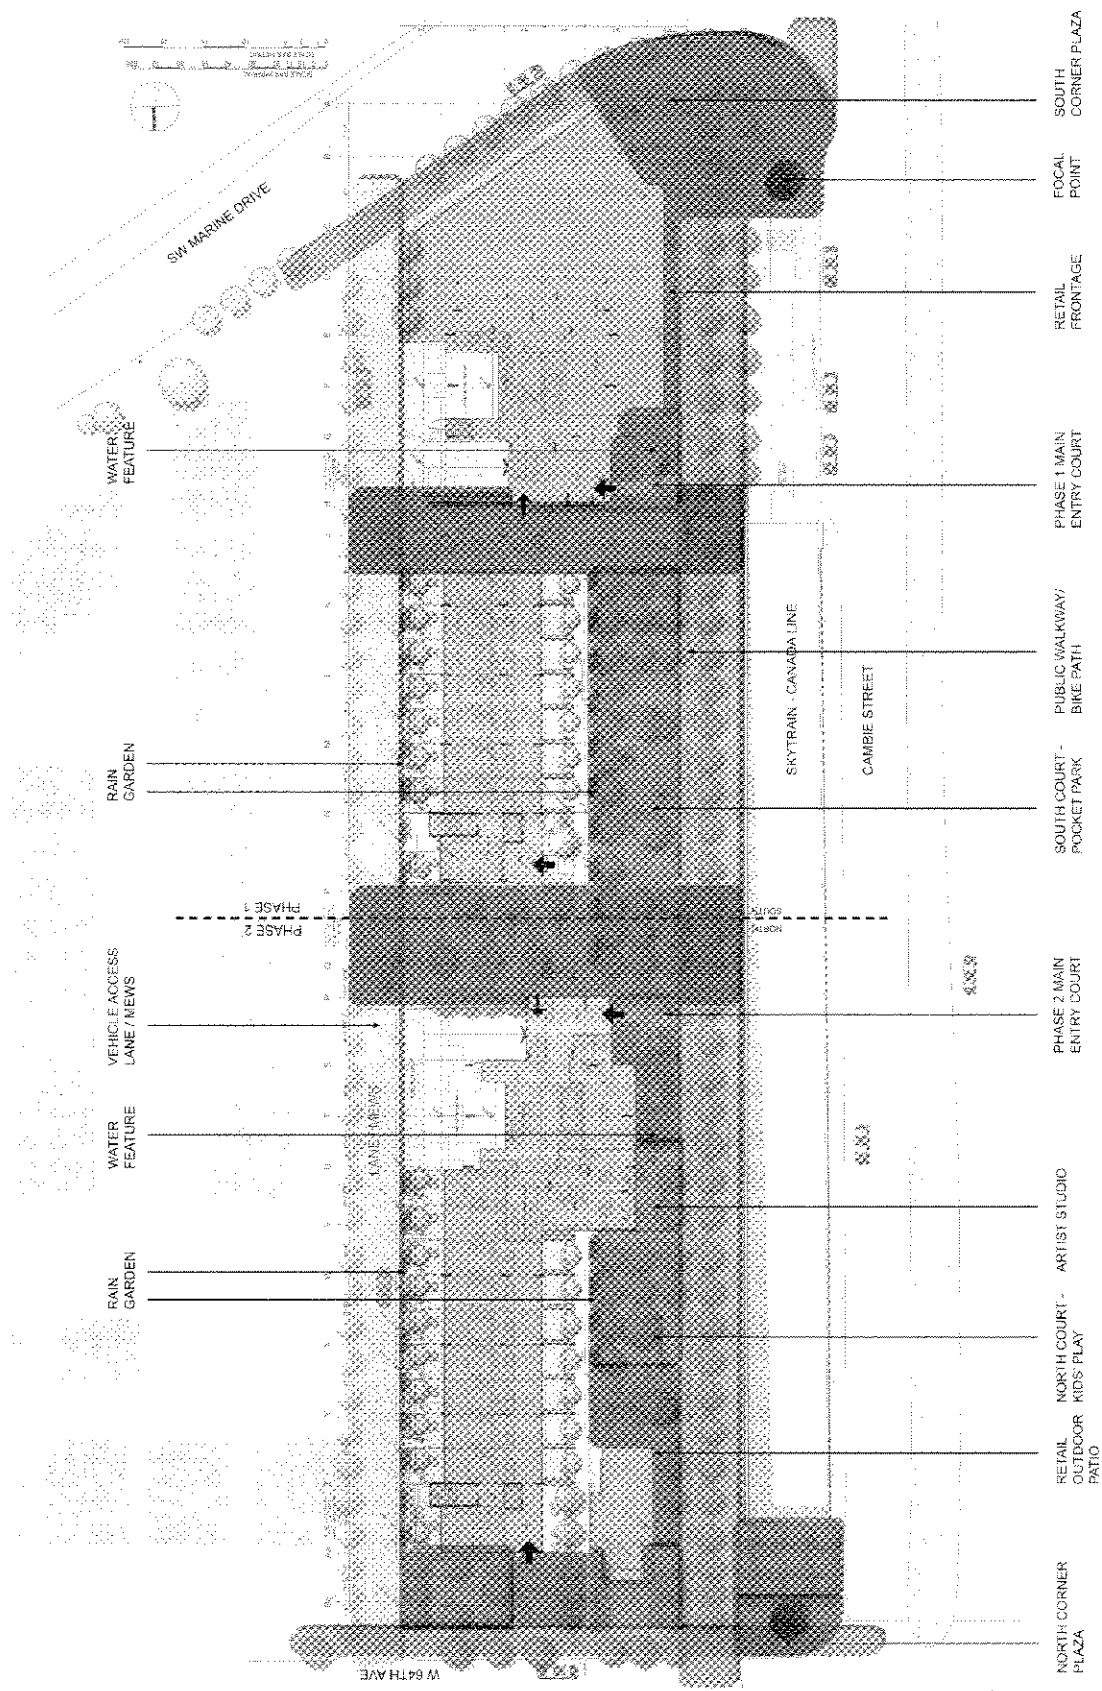 SW MARINE DRIVE
WATER
FEATURE
RAIN
GARDEN
VEHICLE ACCESS
LANE / MEWS
WATER
FEATURE
RAIN
GARDEN
PHASE 1
PHASE 2
SOUTH
NORTH
LANE / MEWS
SKYTRAIN - CANADA LINE
CAMBIE STREET
W 64TH AVE
SOUTH
CORNER PLAZA
FOCAL
POINT
RETAIL
FRONTAGE
PHASE 1 MAIN
ENTRY COURT
PUBLIC WALKWAY/
BIKE PATH
SOUTH COURT -
POCKET PARK
PHASE 2 MAIN
ENTRY COURT
ARTIST STUDIO
NORTH COURT -
KIDS' PLAY
RETAIL
OUTDOOR
PATIO
NORTH CORNER
PLAZA